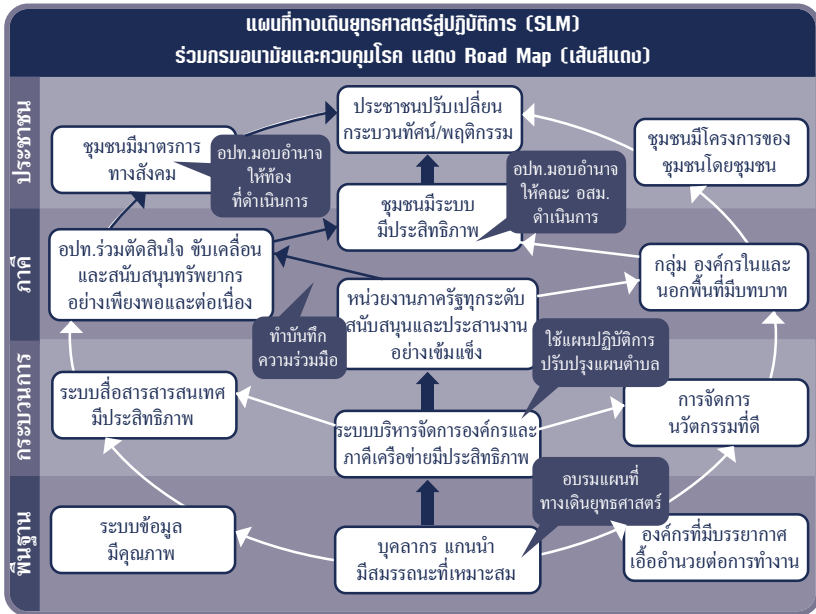 แผนที่ทางเดินยุทธศาสตร์สู่ปฏิบัติการ (SLM)
ร่วมกรมอนามัยและควบคุมโรค แสดง Road Map (เส้นสีแดง)
ประชาชน
ประชาชนปรับเปลี่ยน
กระบวนทัศน์/พฤติกรรม
ชุมชนมีมาตรการ
ทางสังคม
อปท.มอบอำนาจ
ให้ท้อง
ที่ดำเนินการ
ชุมชนมีโครงการของ
ชุมชนโดยชุมชน
อปท.มอบอำนาจ
ให้คณะ อสม.
ดำเนินการ
ชุมชนมีระบบ
มีประสิทธิภาพ
ภาคี
อปท.ร่วมตัดสินใจ ขับเคลื่อน
และสนับสนุนทรัพยากร
อย่างเพียงพอและต่อเนื่อง
กลุ่ม องค์กรในและ
นอกพื้นที่มีบทบาท
หน่วยงานภาครัฐทุกระดับ
สนับสนุนและประสานงาน
อย่างเข้มแข็ง
ทำบันทึก
ความร่วมมือ
ใช้แผนปฏิบัติการ
ปรับปรุงแผนตำบล
กระบวนการ
ระบบสื่อสารสารสนเทศ
มีประสิทธิภาพ
การจัดการ
นวัตกรรมที่ดี
ระบบบริหารจัดการองค์กรและ
ภาคีเครือข่ายมีประสิทธิภาพ
อบรมแผนที่
ทางเดินยุทธศาสตร์
พื้นฐาน
ระบบข้อมูล
มีคุณภาพ
บุคลากร แกนนำ
มีสมรรถนะที่เหมาะสม
องค์กรที่มีบรรยากาศ
เอื้ออำนวยต่อการทำงาน